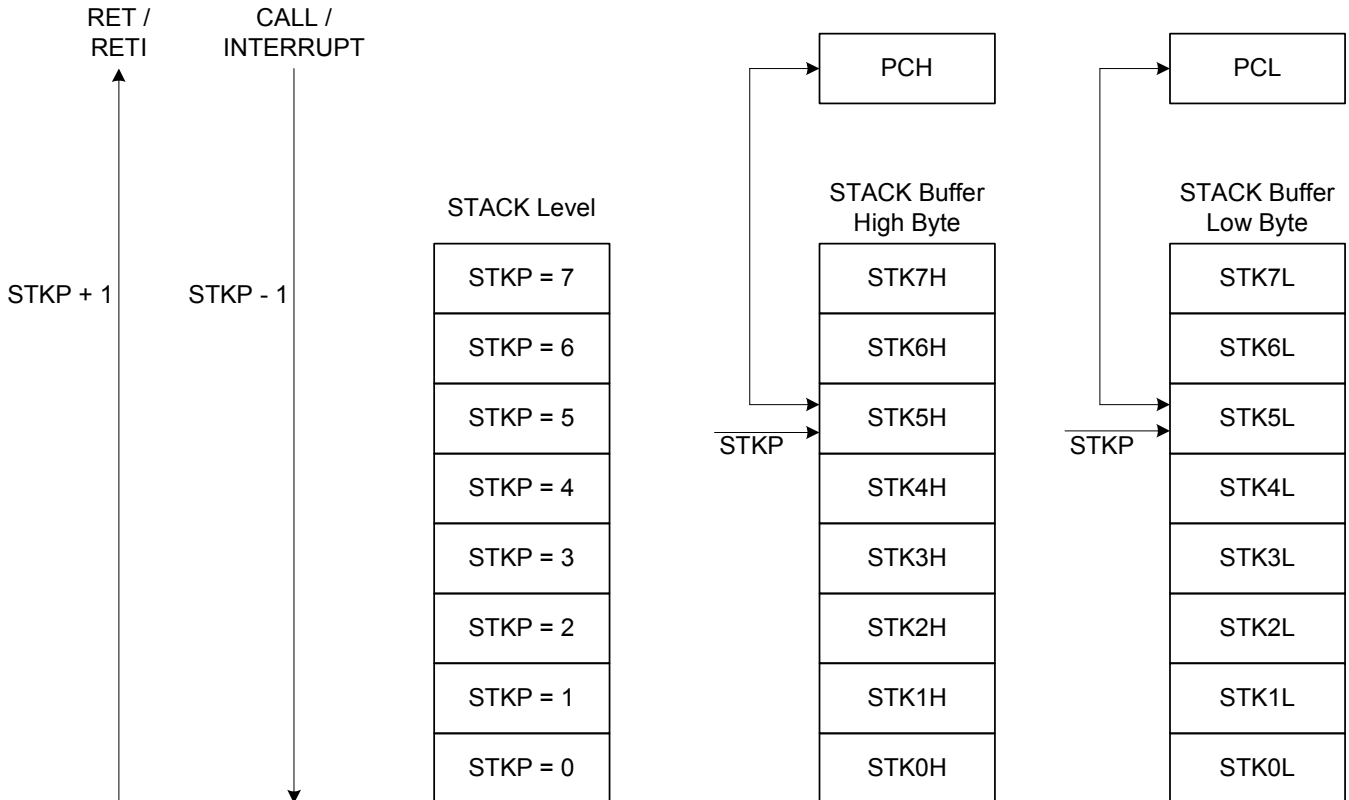 RET /
RETI
CALL /
INTERRUPT
PCH
PCL
STACK Level
STACK Buffer
High Byte
STACK Buffer
Low Byte
STKP + 1
STKP - 1
STKP = 7
STK7H
STK7L
STKP = 6
STK6H
STK6L
STKP = 5
STK5H
STK5L
STKP
STKP
STKP = 4
STK4H
STK4L
STKP = 3
STK3H
STK3L
STKP = 2
STK2H
STK2L
STKP = 1
STK1H
STK1L
STKP = 0
STK0H
STK0L